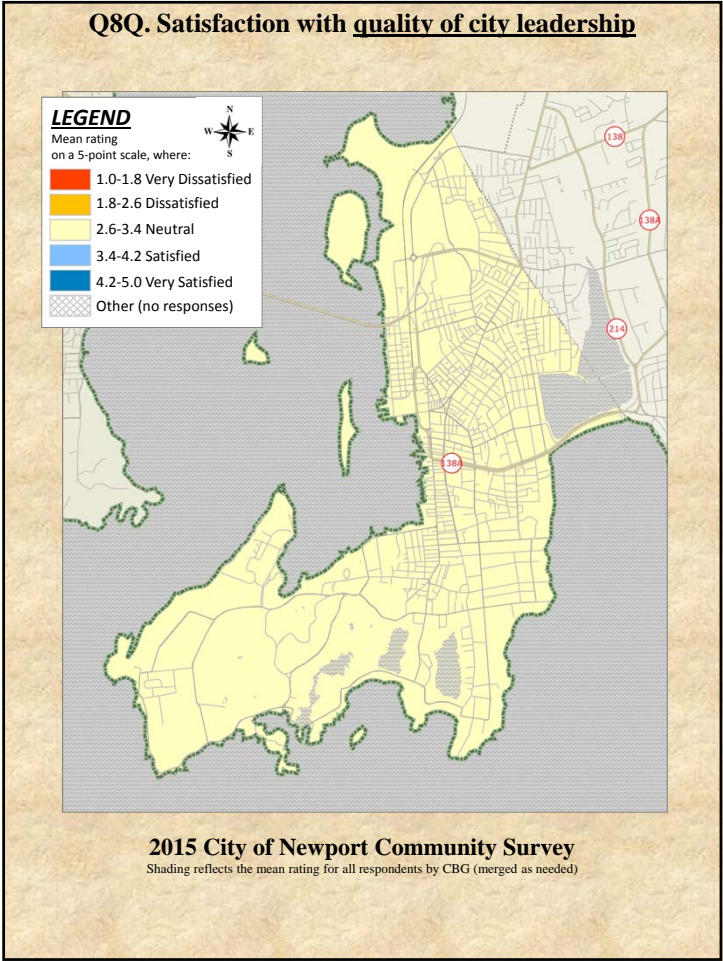 Q8Q. Satisfaction with quality of city leadership
LEGEND
Mean rating
on a 5-point scale, where:
N
W E
S
1.0-1.8 Very Dissatisfied
1.8-2.6 Dissatisfied
2.6-3.4 Neutral
3.4-4.2 Satisfied
4.2-5.0 Very Satisfied
Other (no responses)
138
138A
214
138A
2015 City of Newport Community Survey
Shading reflects the mean rating for all respondents by CBG (merged as needed)